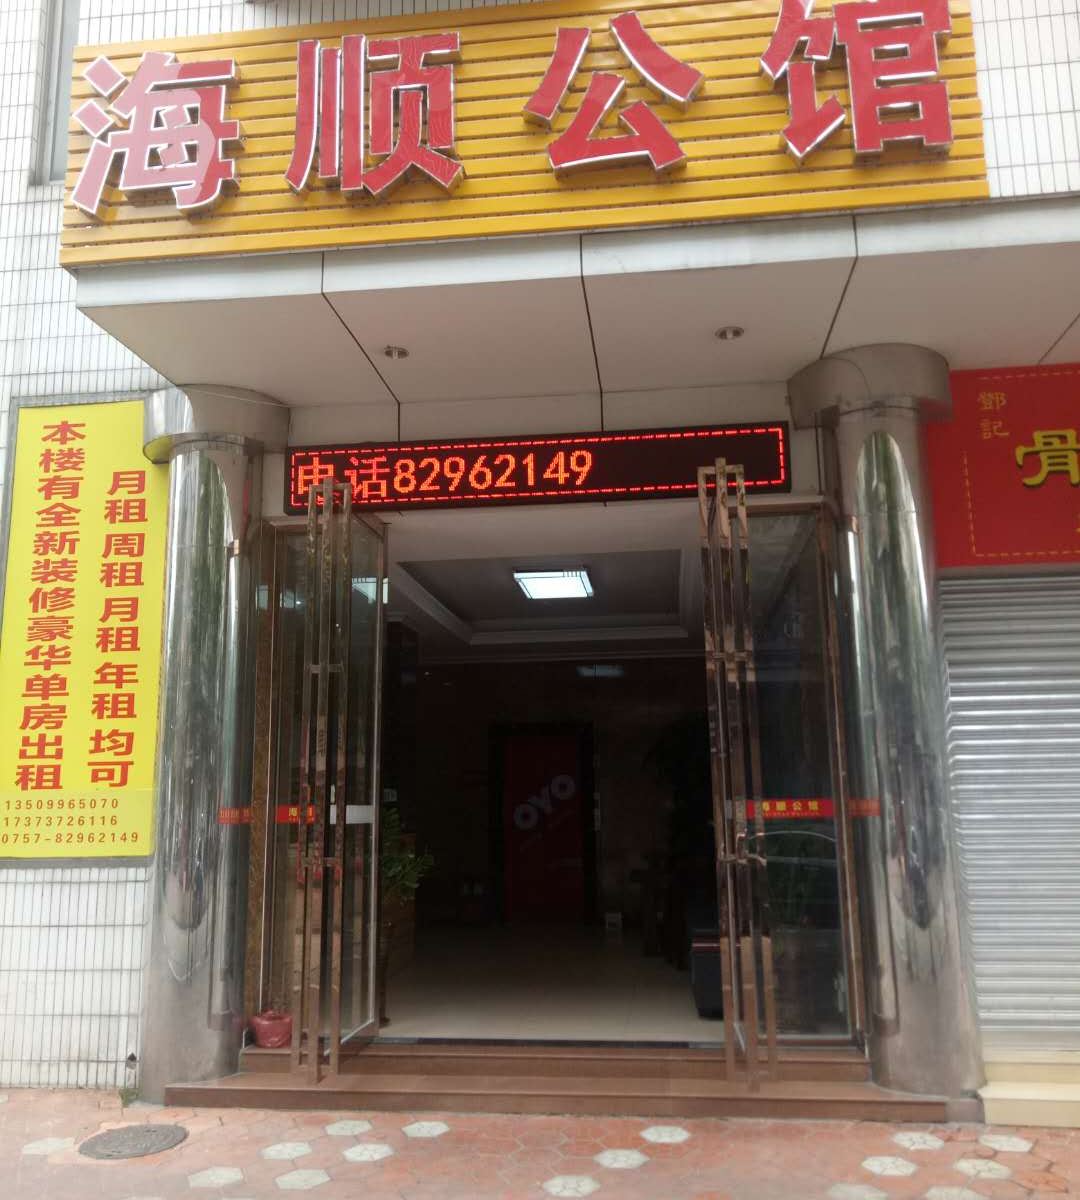 海顺公馆
电话82962149
本楼有全新装修豪华单房出租
月租周租月租年租均可
13509965070
17373726116
0757-82962149
鄧記
骨
OYO
海顺公馆